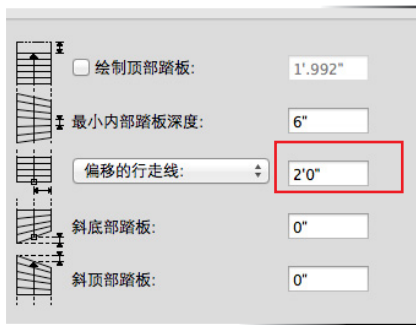 绘制顶部踏板: 1'.992"
最小内部踏板深度: 6"
偏移的行走线: 2'0"
斜底部踏板: 0"
斜顶部踏板: 0"